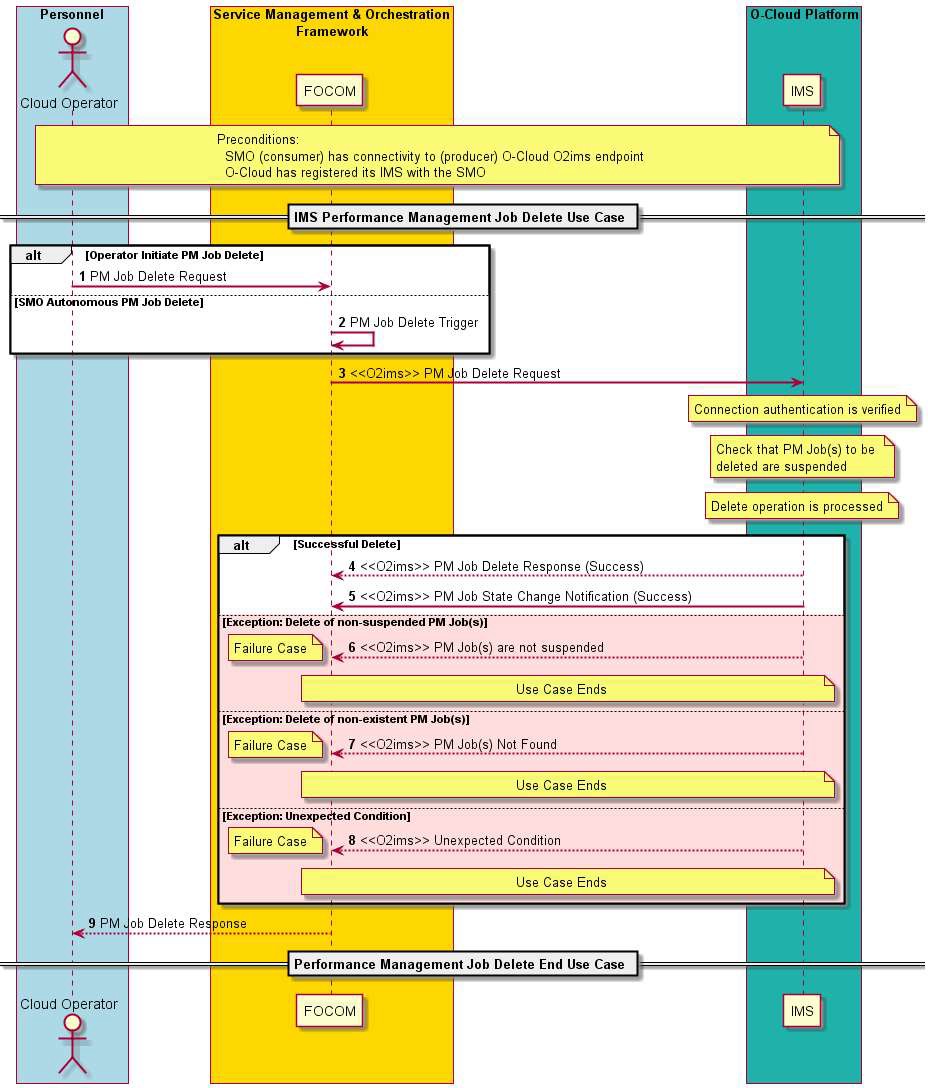 Personnel
Service Management & Orchestration
Framework
O-Cloud Platform
Cloud Operator
FOCOM
IMS
Preconditions:
SMO (consumer) has connectivity to (producer) O-Cloud O2ims endpoint
O-Cloud has registered its IMS with the SMO
IMS Performance Management Job Delete Use Case
alt [Operator Initiate PM Job Delete]
1 PM Job Delete Request
[SMO Autonomous PM Job Delete]
2 PM Job Delete Trigger
3 <<O2ims>> PM Job Delete Request
Connection authentication is verified
Check that PM Job(s) to be
deleted are suspended
Delete operation is processed
alt [Successful Delete]
4 <<O2ims>> PM Job Delete Response (Success)
5 <<O2ims>> PM Job State Change Notification (Success)
[Exception: Delete of non-suspended PM Job(s)]
Failure Case
6 <<O2ims>> PM Job(s) are not suspended
Use Case Ends
[Exception: Delete of non-existent PM Job(s)]
Failure Case
7 <<O2ims>> PM Job(s) Not Found
Use Case Ends
[Exception: Unexpected Condition]
Failure Case
8 <<O2ims>> Unexpected Condition
Use Case Ends
9 PM Job Delete Response
Performance Management Job Delete End Use Case
Cloud Operator
FOCOM
IMS